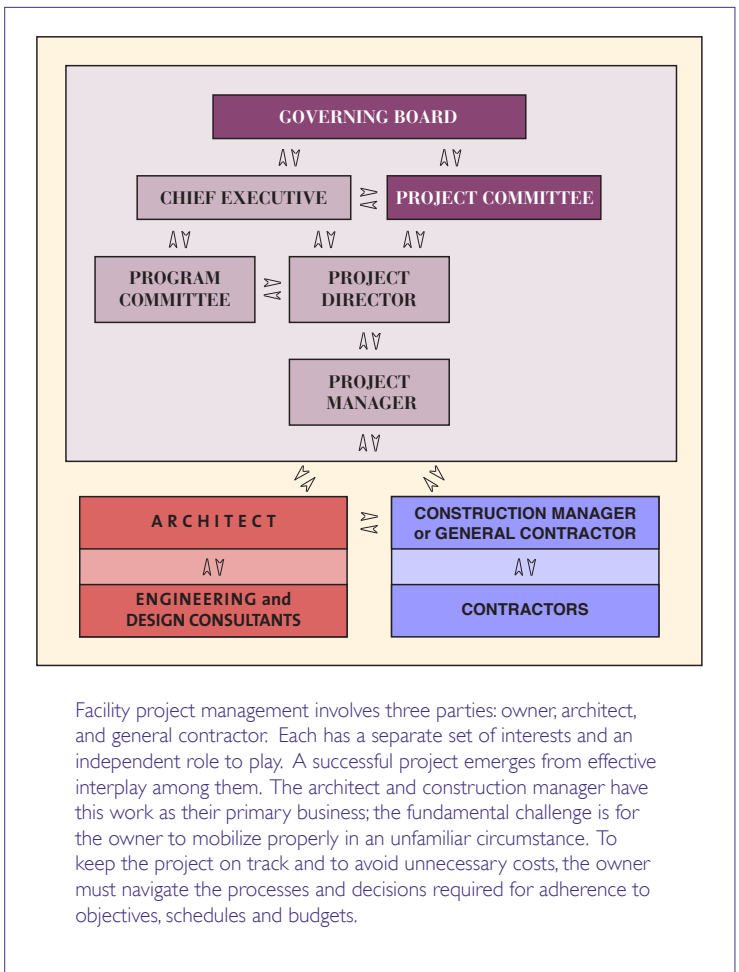 GOVERNING BOARD
CHIEF EXECUTIVE
PROJECT COMMITTEE
PROGRAM
COMMITTEE
PROJECT
DIRECTOR
PROJECT
MANAGER
ARCHITECT
CONSTRUCTION MANAGER
or GENERAL CONTRACTOR
ENGINEERING and
DESIGN CONSULTANTS
CONTRACTORS
Facility project management involves three parties: owner, architect,
and general contractor. Each has a separate set of interests and an
independent role to play. A successful project emerges from effective
interplay among them. The architect and construction manager have
this work as their primary business; the fundamental challenge is for
the owner to mobilize properly in an unfamiliar circumstance. To
keep the project on track and to avoid unnecessary costs, the owner
must navigate the processes and decisions required for adherence to
objectives, schedules and budgets.